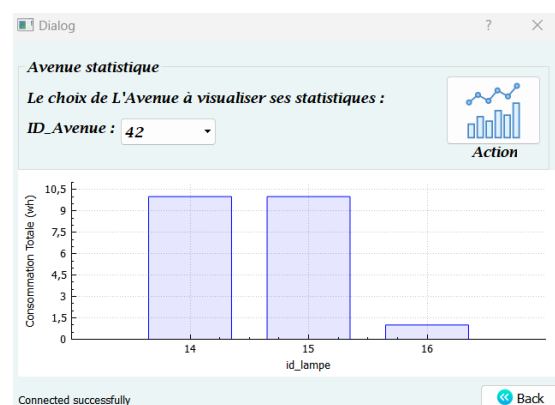 Dialog
?
Avenue statistique
Le choix de L'Avenue à visualiser ses statistiques :
ID_Avenue : 42
Action
Consommation Totale (wh)
10,5
9
7,5
6
4,5
3
1,5
0
14 15 16
id_lampe
Connected successfully
Back